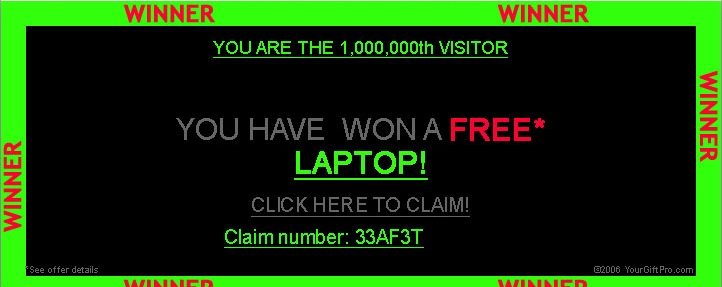 WINNER WINNER
YOU ARE THE 1,000,000th VISITOR
WINNER
YOU HAVE WON A FREE*
LAPTOP!
WINNER
CLICK HERE TO CLAIM!
Claim number: 33AF3T
*See offer details ©2006 YourGiftPro.com
WINNER WINNER